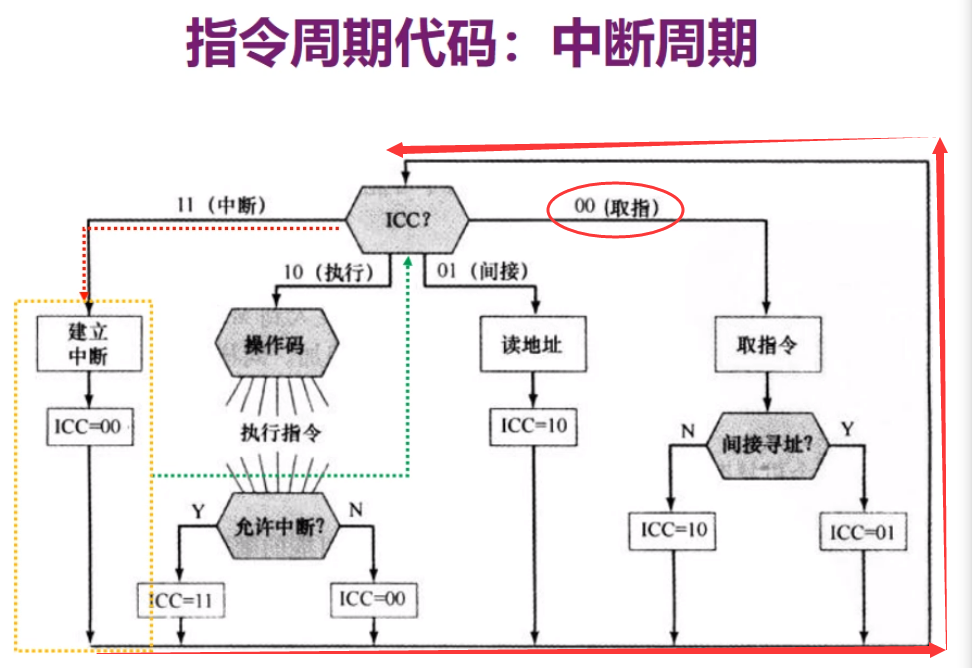 指令周期代码：中断周期
ICC?
11（中断）
00 (取指)
10（执行）
01（间接）
建立
中断
操作码
读地址
取指令
ICC=00
执行指令
ICC=10
N
间接寻址?
Y
Y
允许中断?
N
ICC=10
ICC=01
ICC=11
ICC=00